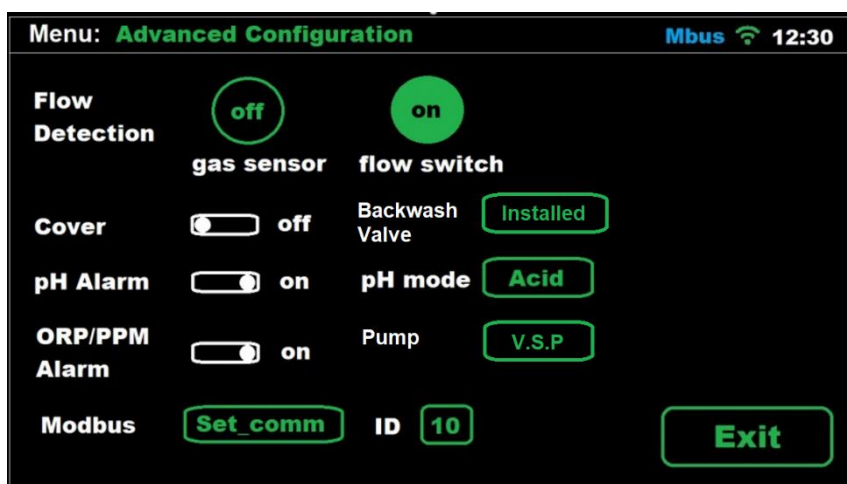 Menu: Advanced Configuration Mbus 12:30
Flow
Detection
off on
gas sensor flow switch
Cover off Backwash
Valve Installed
pH Alarm on pH mode Acid
ORP/PPM
Alarm on Pump V.S.P
Modbus Set_comm ID 10 Exit